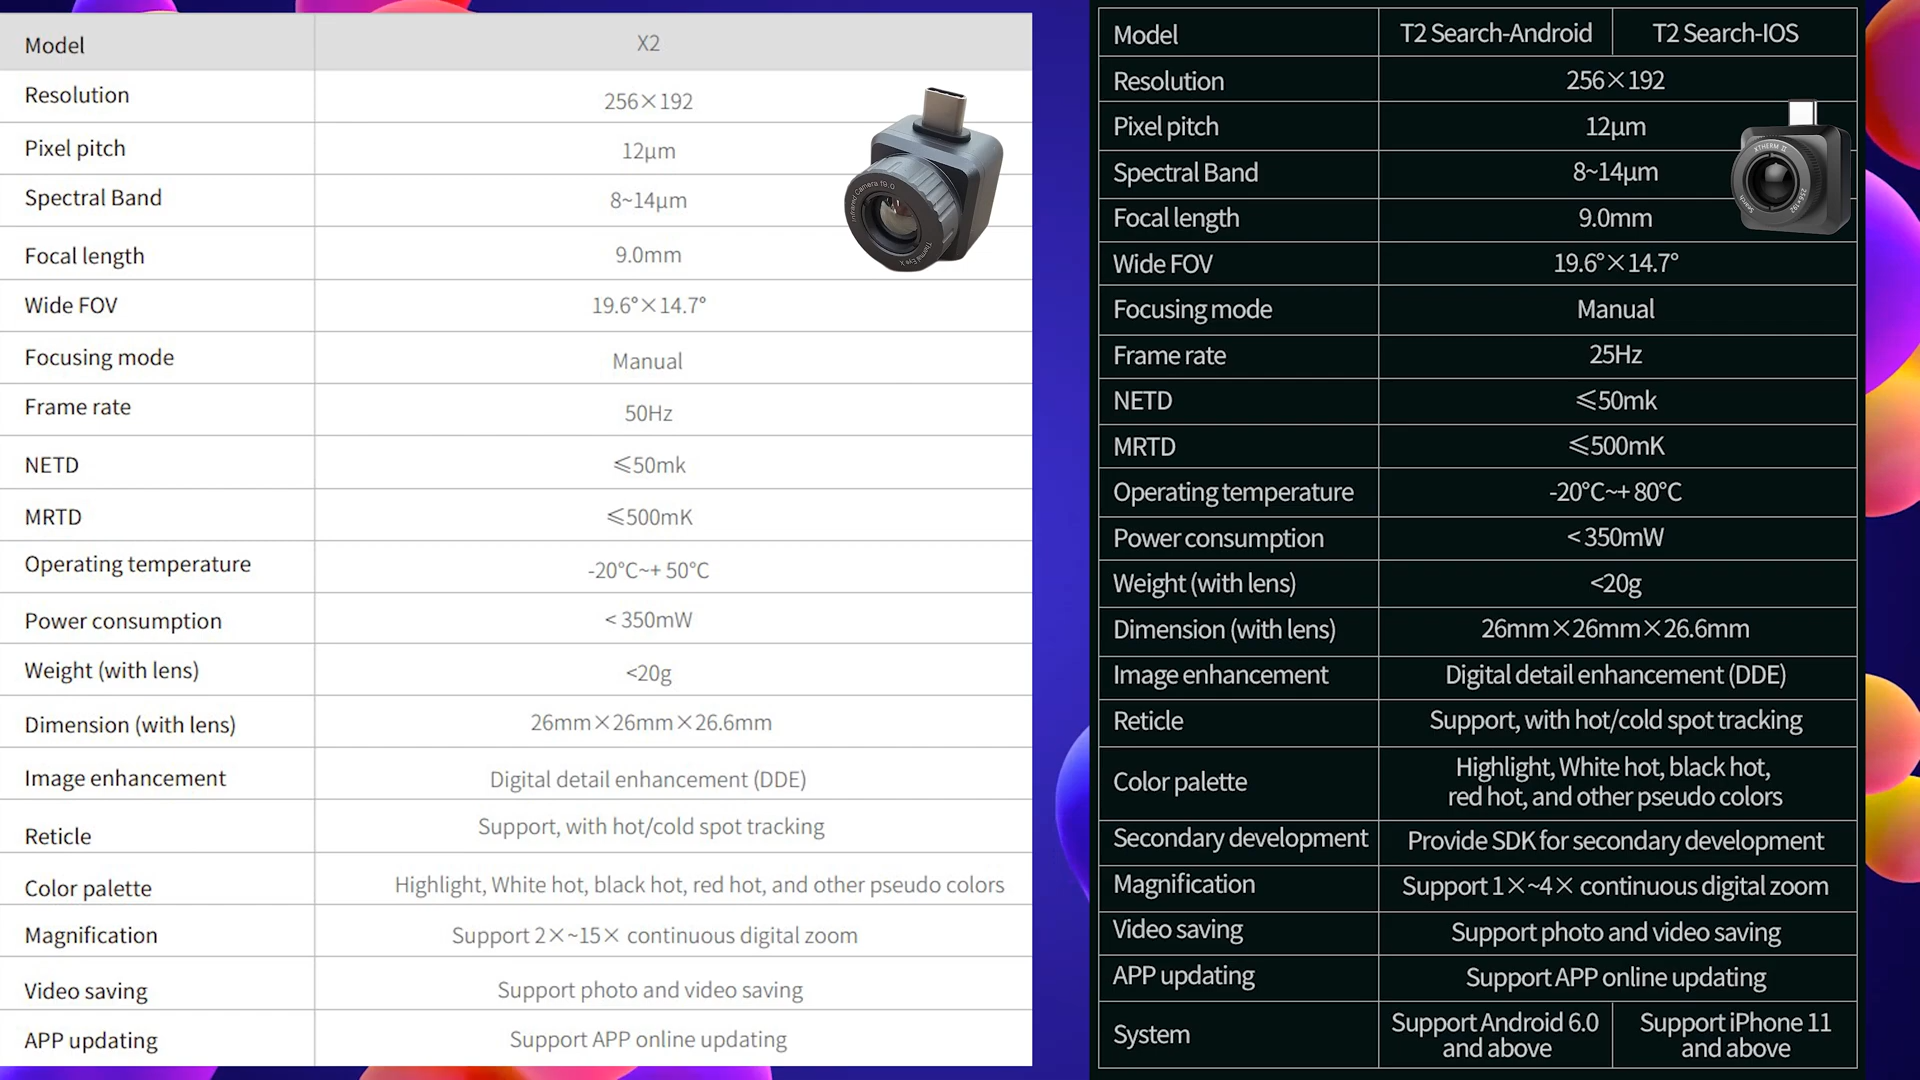 Model X2
Resolution 256×192
Pixel pitch 12μm
Spectral Band 8~14μm
Focal length 9.0mm
Wide FOV 19.6°×14.7°
Focusing mode Manual
Frame rate 50Hz
NETD ⩽50mk
MRTD ⩽500mK
Operating temperature -20°C~+ 50°C
Power consumption < 350mW
Weight (with lens) <20g
Dimension (with lens) 26mm×26mm×26.6mm
Image enhancement Digital detail enhancement (DDE)
Reticle Support, with hot/cold spot tracking
Color palette Highlight, White hot, black hot, red hot, and other pseudo colors
Magnification Support 2×~15× continuous digital zoom
Video saving Support photo and video saving
APP updating Support APP online updating
Infrared Camera f9.0
Thermal Eye X
Model T2 Search-Android T2 Search-IOS
Resolution 256×192
Pixel pitch 12μm
Spectral Band 8~14μm
Focal length 9.0mm
Wide FOV 19.6°×14.7°
Focusing mode Manual
Frame rate 25Hz
NETD ⩽50mk
MRTD ⩽500mK
Operating temperature -20°C~+ 80°C
Power consumption < 350mW
Weight (with lens) <20g
Dimension (with lens) 26mm×26mm×26.6mm
Image enhancement Digital detail enhancement (DDE)
Reticle Support, with hot/cold spot tracking
Color palette Highlight, White hot, black hot,
red hot, and other pseudo colors
Secondary development Provide SDK for secondary development
Magnification Support 1×~4× continuous digital zoom
Video saving Support photo and video saving
APP updating Support APP online updating
System Support Android 6.0 Support iPhone 11
and above and above
XTHERM II
256×192
Search